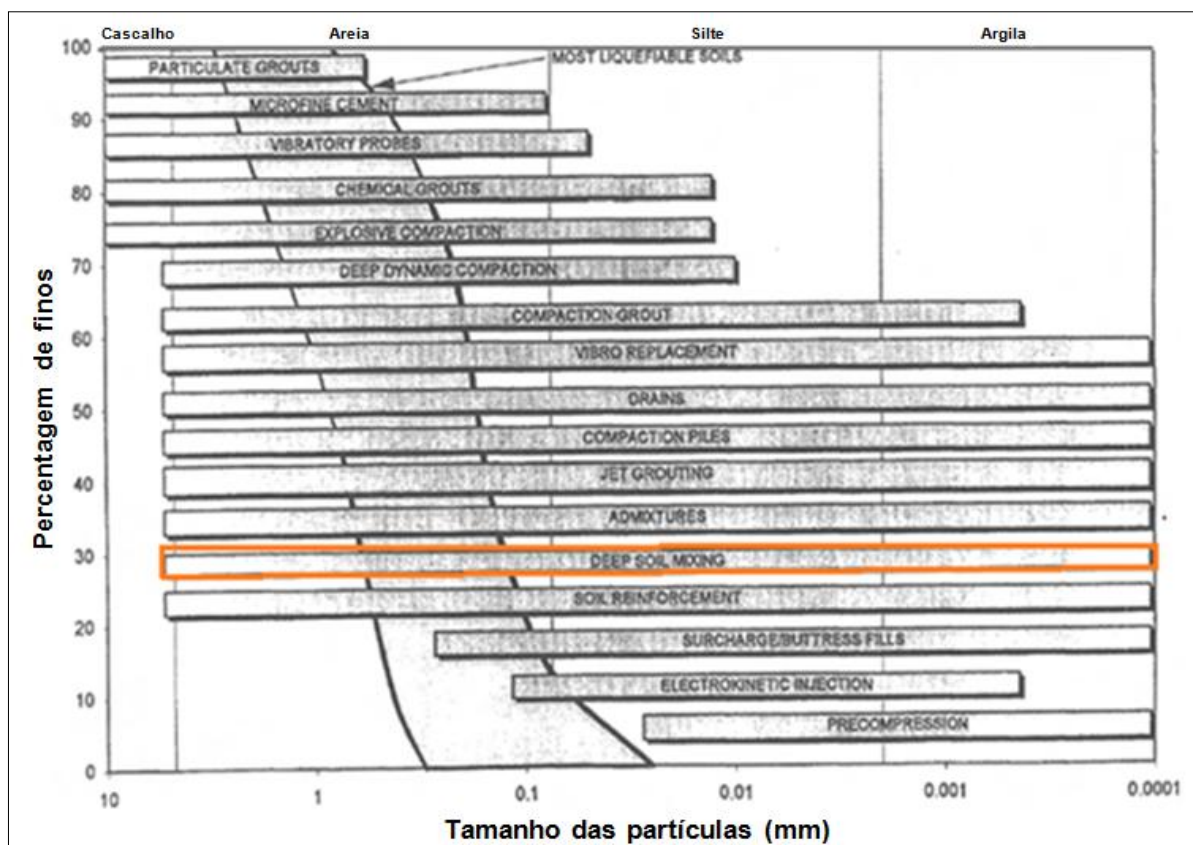 Cascalho Areia Silte Argila
100
PARTICULATE GROUTS
MOST LIQUEFIABLE SOILS
MICROFINE CEMENT
90
VIBRATORY PROBES
80
CHEMICAL GROUTS
EXPLOSIVE COMPACTION
70
DEEP DYNAMIC COMPACTION
COMPACTION GROUT
60
VIBRO REPLACEMENT
50
DRAINS
COMPACTION PILES
40
JET GROUTING
ADMIXTURES
30
DEEP SOIL MIXING
SOIL REINFORCEMENT
20
SURCHARGE/BUTTRESS FILLS
10
ELECTROKINETIC INJECTION
PRECOMPRESSION
0
10 1 0.1 0.01 0.001 0.0001
Percentagem de finos
Tamanho das partículas (mm)